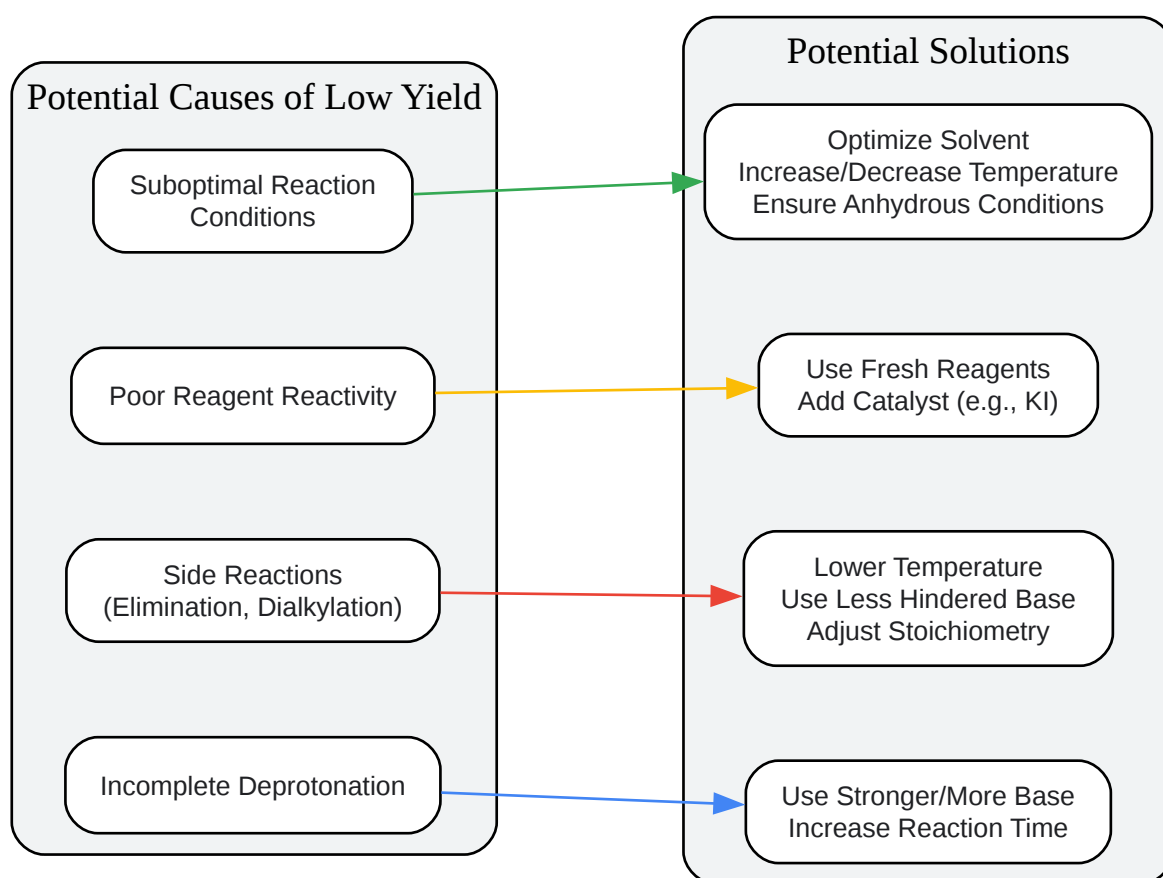 Potential Causes of Low Yield
Suboptimal Reaction
Conditions
Poor Reagent Reactivity
Side Reactions
(Elimination, Dialkylation)
Incomplete Deprotonation
Potential Solutions
Optimize Solvent
Increase/Decrease Temperature
Ensure Anhydrous Conditions
Use Fresh Reagents
Add Catalyst (e.g., KI)
Lower Temperature
Use Less Hindered Base
Adjust Stoichiometry
Use Stronger/More Base
Increase Reaction Time